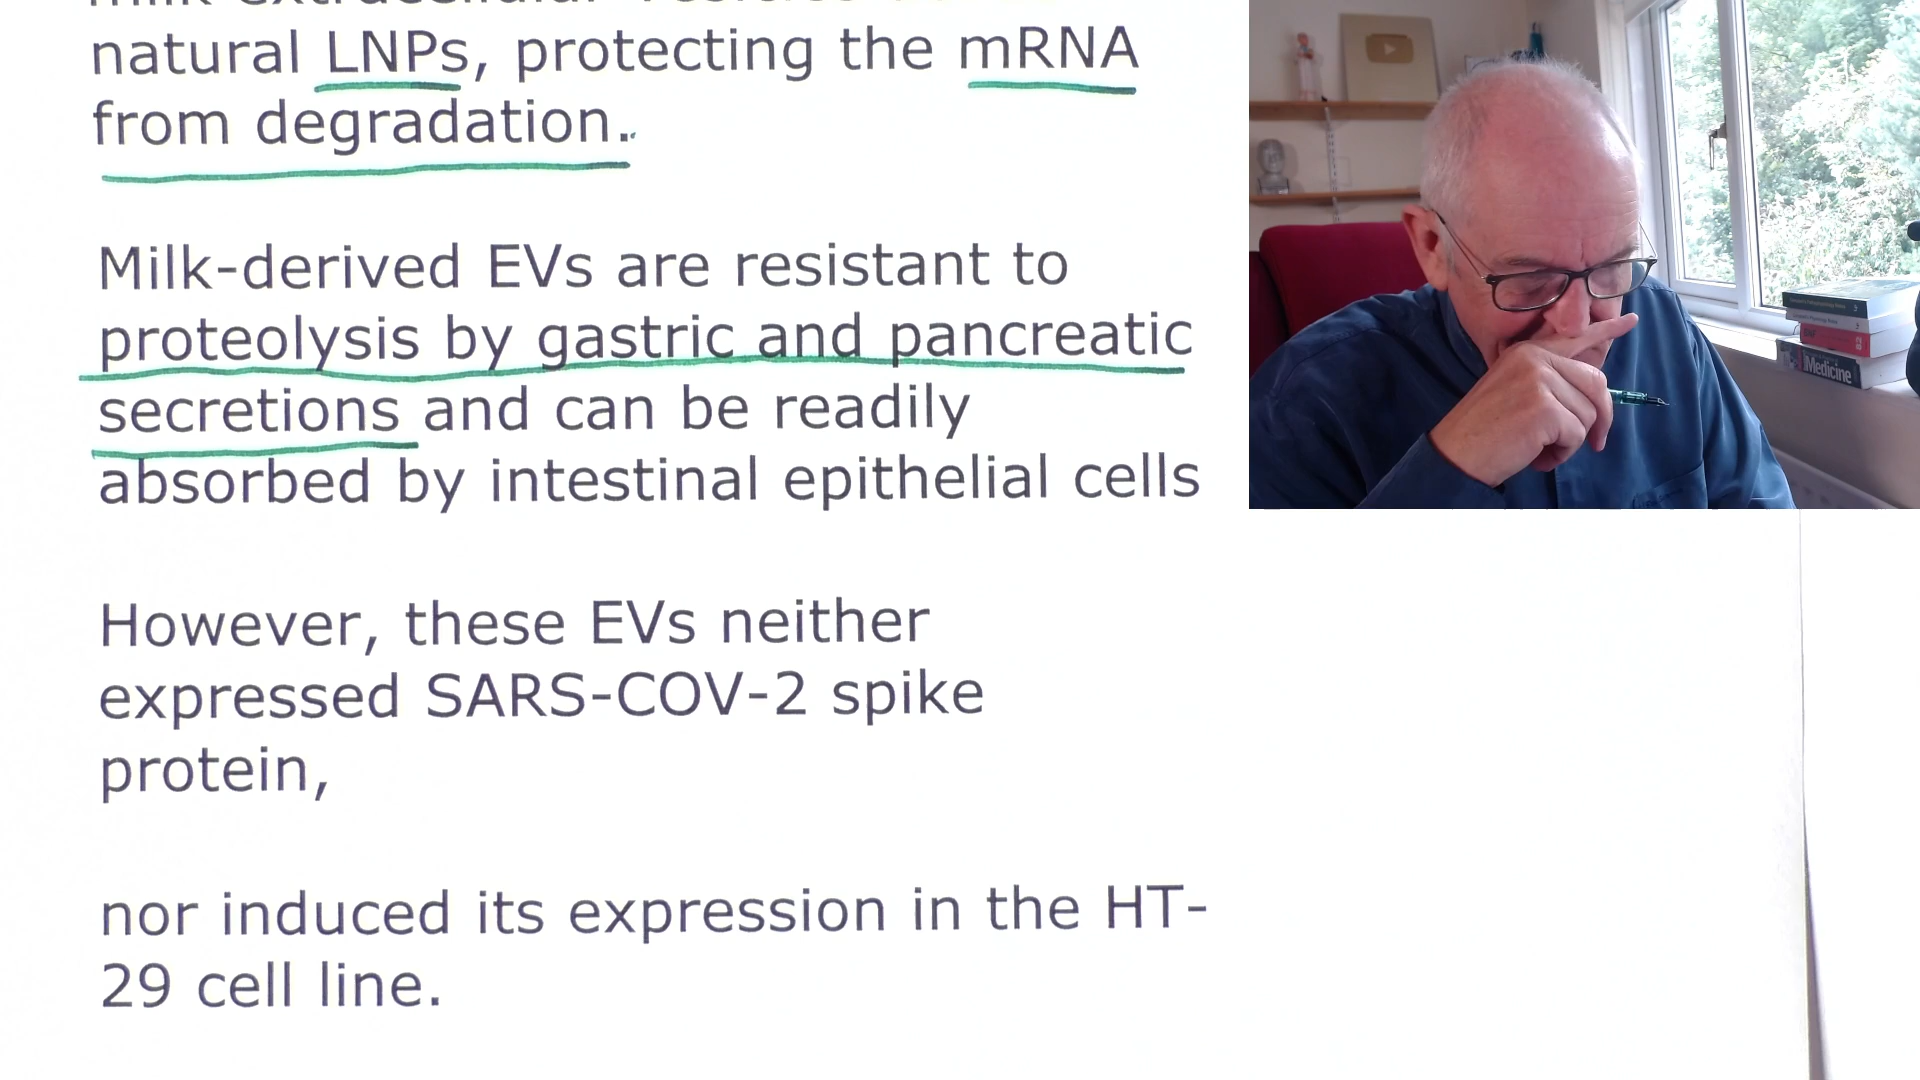 natural LNPs, protecting the mRNA
from degradation.
Milk-derived EVs are resistant to
proteolysis by gastric and pancreatic
secretions and can be readily
absorbed by intestinal epithelial cells
However, these EVs neither
expressed SARS-COV-2 spike
protein,
nor induced its expression in the HT-
29 cell line.
Medicine